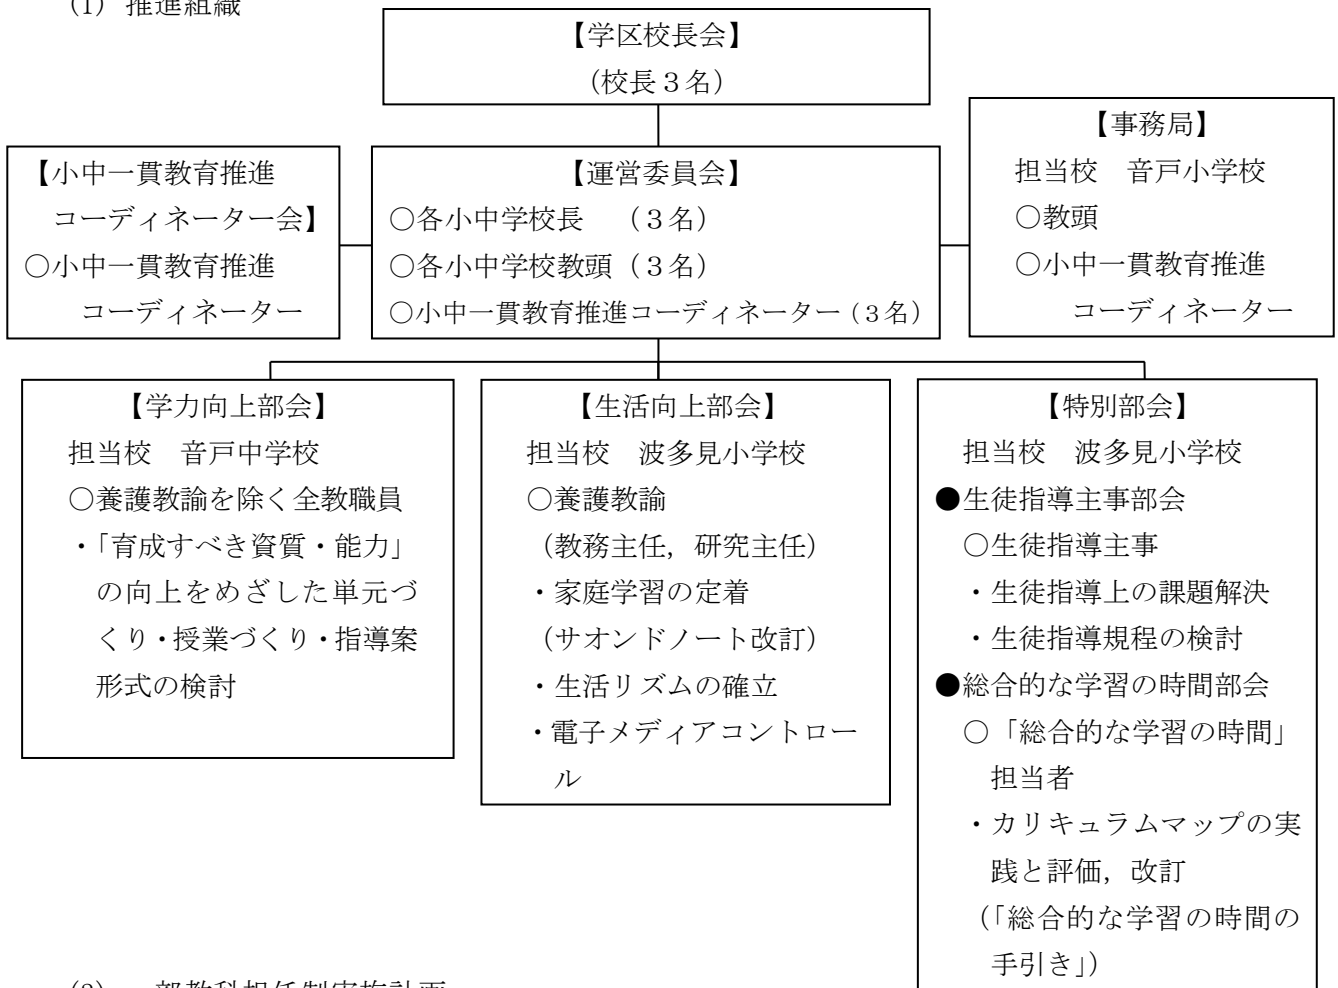 (1) 推進組織
【学区校長会】
（校長３名）
【小中一貫教育推進
コーディネーター会】
○小中一貫教育推進
コーディネーター
【運営委員会】
○各小中学校長　（３名）
○各小中学校教頭（３名）
○小中一貫教育推進コーディネーター（３名）
【事務局】
担当校　音戸小学校
○教頭
○小中一貫教育推進
コーディネーター
【学力向上部会】
担当校　音戸中学校
○養護教諭を除く全教職員
・「育成すべき資質・能力」
の向上をめざした単元づ
くり・授業づくり・指導案
形式の検討
【生活向上部会】
担当校　波多見小学校
○養護教諭
（教務主任，研究主任）
・家庭学習の定着
（サオンドノート改訂）
・生活リズムの確立
・電子メディアコントロー
ル
【特別部会】
担当校　波多見小学校
●生徒指導主事部会
○生徒指導主事
・生徒指導上の課題解決
・生徒指導規程の検討
●総合的な学習の時間部会
○「総合的な学習の時間」
担当者
・カリキュラムマップの実
践と評価，改訂
（「総合的な学習の時間の
手引き」）
(2) 一部教科担任制実施計画